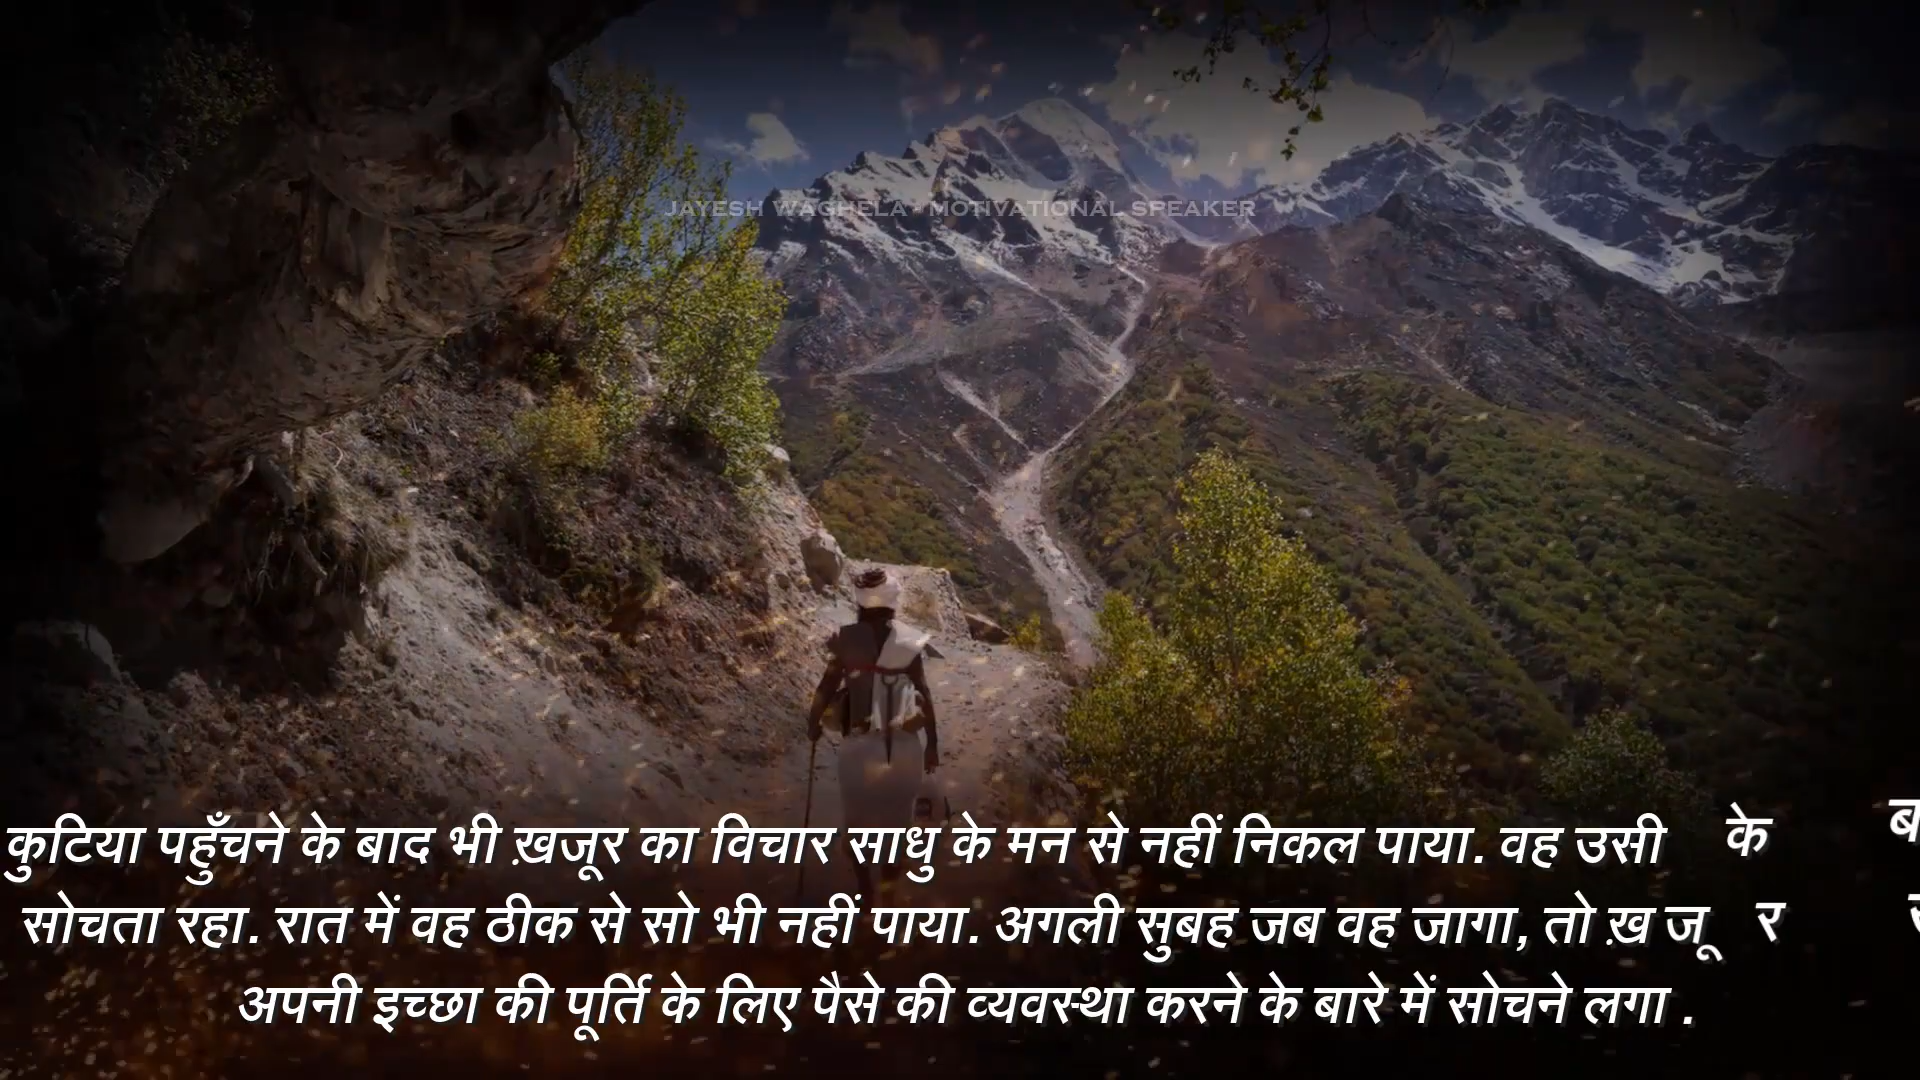 JAYESH WAGHELA - MOTIVATIONAL SPEAKER
कुटिया पहुँचने के बाद भी ख़जूर का विचार साधु के मन से नहीं निकल पाया. वह उसी के
सोचता रहा. रात में वह ठीक से सो भी नहीं पाया. अगली सुबह जब वह जागा, तो ख़जूर
अपनी इच्छा की पूर्ति के लिए पैसे की व्यवस्था करने के बारे में सोचने लगा .